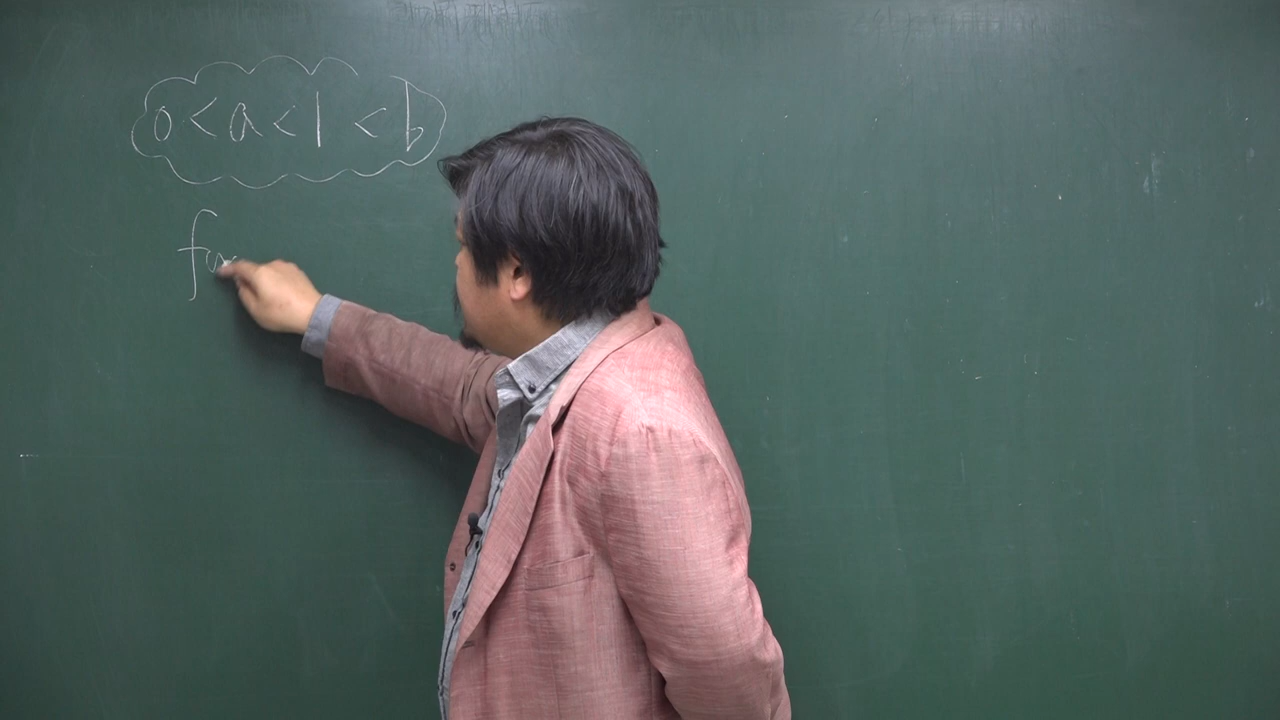 0 < a < 1 < b
f(x